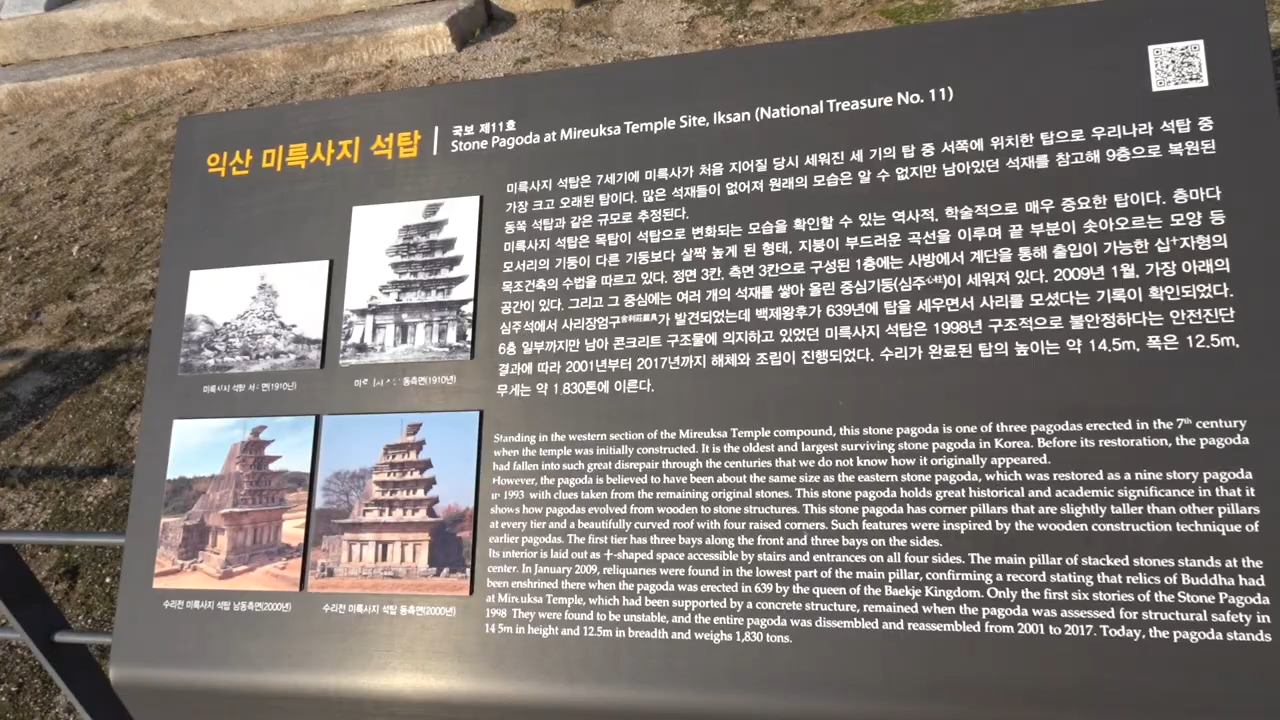 익산 미륵사지 석탑
국보 제11호
Stone Pagoda at Mireuksa Temple Site, Iksan (National Treasure No. 11)
미륵사지 석탑은 7세기에 미륵사가 처음 지어질 당시 세워진 세 기의 탑 중 서쪽에 위치한 탑으로 우리나라 석탑 중
가장 크고 오래된 탑이다. 많은 석재들이 없어져 원래의 모습은 알 수 없지만 남아있던 석재를 참고해 9층으로 복원된
동쪽 석탑과 같은 규모로 추정된다.
미륵사지 석탑은 목탑이 석탑으로 변화되는 모습을 확인할 수 있는 역사적, 학술적으로 매우 중요한 탑이다. 층마다
모서리의 기둥이 다른 기둥보다 살짝 높게 된 형태, 지붕이 부드러운 곡선을 이루며 끝 부분이 솟아오르는 모양 등
목조건축의 수법을 따르고 있다. 정면 3칸, 측면 3칸으로 구성된 1층에는 사방에서 계단을 통해 출입이 가능한 십+자형의
공간이 있다. 그리고 그 중심에는 여러 개의 석재를 쌓아 올린 중심기둥(심주心柱)이 세워져 있다. 2009년 1월, 가장 아래의
심주석에서 사리장엄구舍利莊嚴具가 발견되었는데 백제왕후가 639년에 탑을 세우면서 사리를 모셨다는 기록이 확인되었다.
6층 일부까지만 남아 콘크리트 구조물에 의지하고 있었던 미륵사지 석탑은 1998년 구조적으로 불안정하다는 안전진단
결과에 따라 2001년부터 2017년까지 해체와 조립이 진행되었다. 수리가 완료된 탑의 높이는 약 14.5m, 폭은 12.5m,
무게는 약 1,830톤에 이른다.
미륵사지 석탑 면(1910년)
동측면(1910년)
수리전 미륵사지 석탑 남동측면(2000년)
수리전 미륵사지 석탑 동측면(2000년)
Standing in the western section of the Mireuksa Temple compound, this stone pagoda is one of three pagodas erected in the 7th century
when the temple was initially constructed. It is the oldest and largest surviving stone pagoda in Korea. Before its restoration, the pagoda
had fallen into such great disrepair through the centuries that we do not know how it originally appeared.
However, the pagoda is believed to have been about the same size as the eastern stone pagoda, which was restored as a nine story pagoda
in 1993 with clues taken from the remaining original stones. This stone pagoda holds great historical and academic significance in that it
shows how pagodas evolved from wooden to stone structures. This stone pagoda has corner pillars that are slightly taller than other pillars
at every tier and a beautifully curved roof with four raised corners. Such features were inspired by the wooden construction technique of
earlier pagodas. The first tier has three bays along the front and three bays on the sides.
Its interior is laid out as +-shaped space accessible by stairs and entrances on all four sides. The main pillar of stacked stones stands at the
center. In January 2009, reliquaries were found in the lowest part of the main pillar, confirming a record stating that relics of Buddha had
been enshrined there when the pagoda was erected in 639 by the queen of the Baekje Kingdom. Only the first six stories of the Stone Pagoda
at Mireuksa Temple, which had been supported by a concrete structure, remained when the pagoda was assessed for structural safety in
1998 They were found to be unstable, and the entire pagoda was dissembled and reassembled from 2001 to 2017. Today, the pagoda stands
14 5m in height and 12.5m in breadth and weighs 1,830 tons.